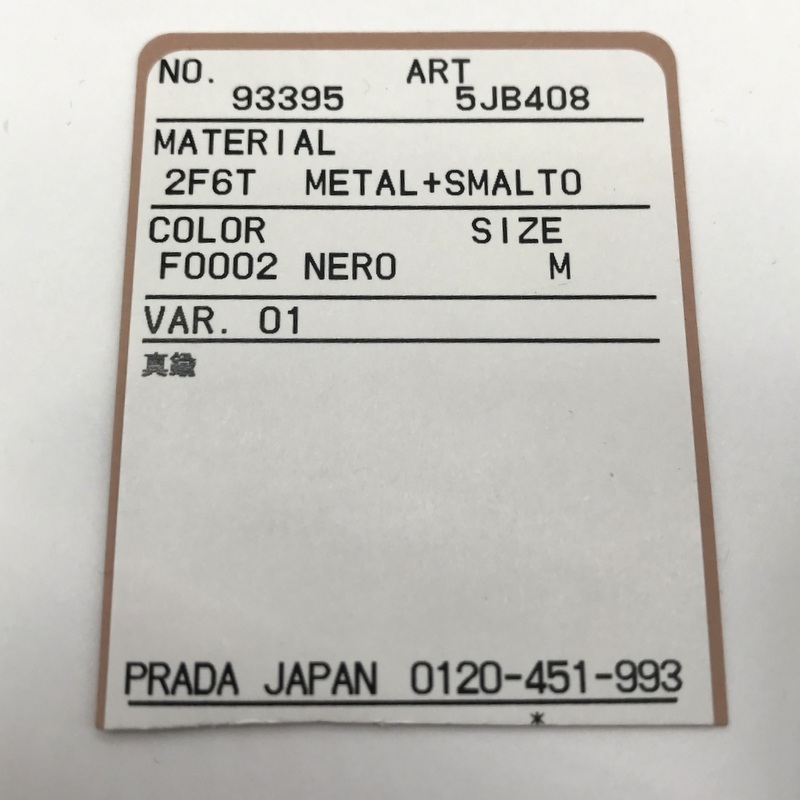 NO. ART
93395 5JB408
MATERIAL
2F6T METAL+SMALTO
COLOR SIZE
F0002 NERO M
VAR. 01
真鍮
PRADA JAPAN 0120-451-993
*